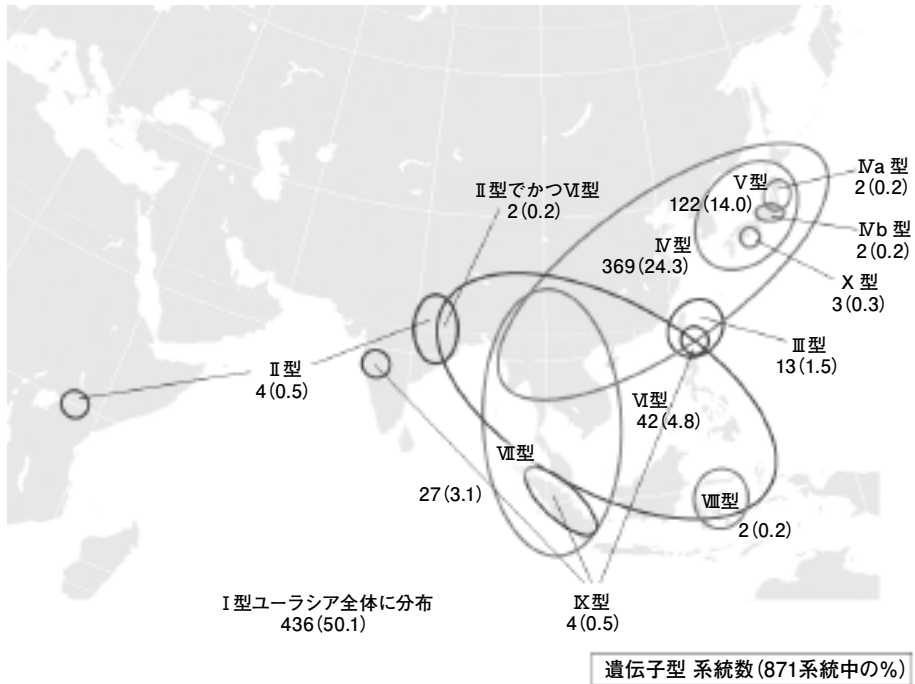 Ⅳa 型
2(0.2)
Ⅴ型
122(14.0)
Ⅱ型でかつⅥ型
2(0.2)
Ⅳb 型
2(0.2)
Ⅳ型
369(24.3)
Ⅹ 型
3(0.3)
Ⅲ型
13(1.5)
Ⅱ型
4(0.5)
Ⅵ型
42(4.8)
Ⅶ型
27(3.1)
Ⅷ型
2(0.2)
Ⅰ型ユーラシア全体に分布
436(50.1)
Ⅸ型
4(0.5)
遺伝子型 系統数(871系統中の%)